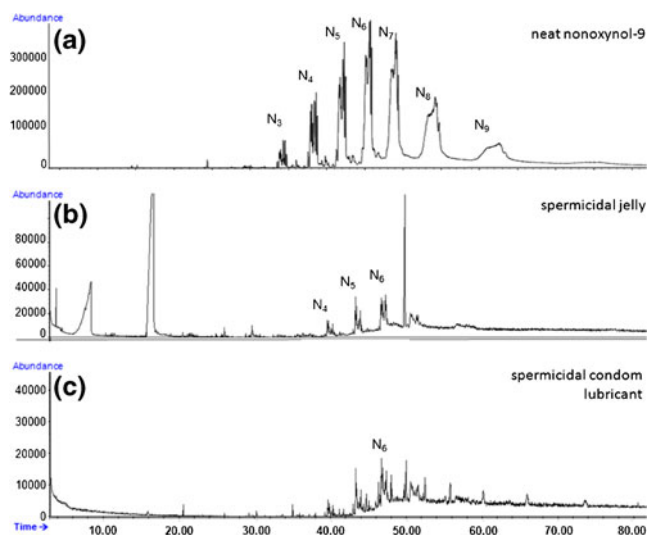 Abundance
(a)
neat nonoxynol-9
N6
N5
N7
300000
N4
200000
N8
N3
100000
N9
0
Abundance
(b)
spermicidal jelly
80000
60000
N6
40000
N5
N4
20000
0
Abundance
(c)
spermicidal condom
lubricant
40000
30000
N6
20000
10000
0
Time →
10.00 20.00 30.00 40.00 50.00 60.00 70.00 80.00